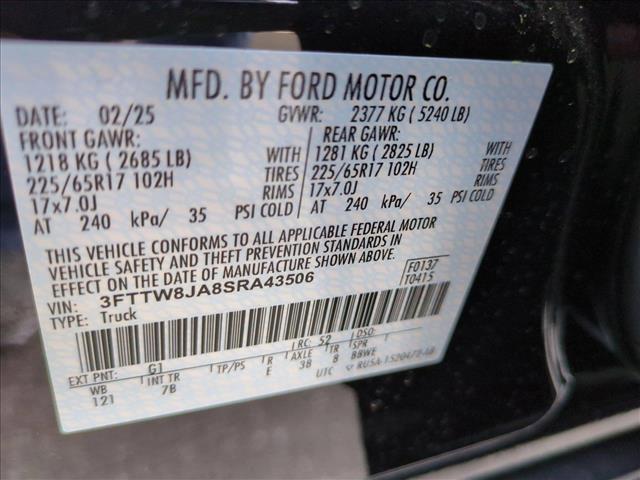 MFD. BY FORD MOTOR CO.
DATE: 02/25 GVWR: 2377 KG ( 5240 LB)
FRONT GAWR: REAR GAWR:
1218 KG ( 2685 LB) WITH 1281 KG ( 2825 LB) WITH
225/65R17 102H TIRES 225/65R17 102H TIRES
17x7.0J RIMS 17x7.0J RIMS
AT 240 kPa/ 35 PSI COLD AT 240 kPa/ 35 PSI COLD
THIS VEHICLE CONFORMS TO ALL APPLICABLE FEDERAL MOTOR
VEHICLE SAFETY AND THEFT PREVENTION STANDARDS IN
EFFECT ON THE DATE OF MANUFACTURE SHOWN ABOVE.
VIN: 3FTTW8JA8SRA43506 F0137
TYPE: Truck T0415
EXT PNT: G1 RC: 52 DSO:
WB INT TR TP/PS R AXLE TR SPR
121 7B E 3B 8 BBWE
UTC